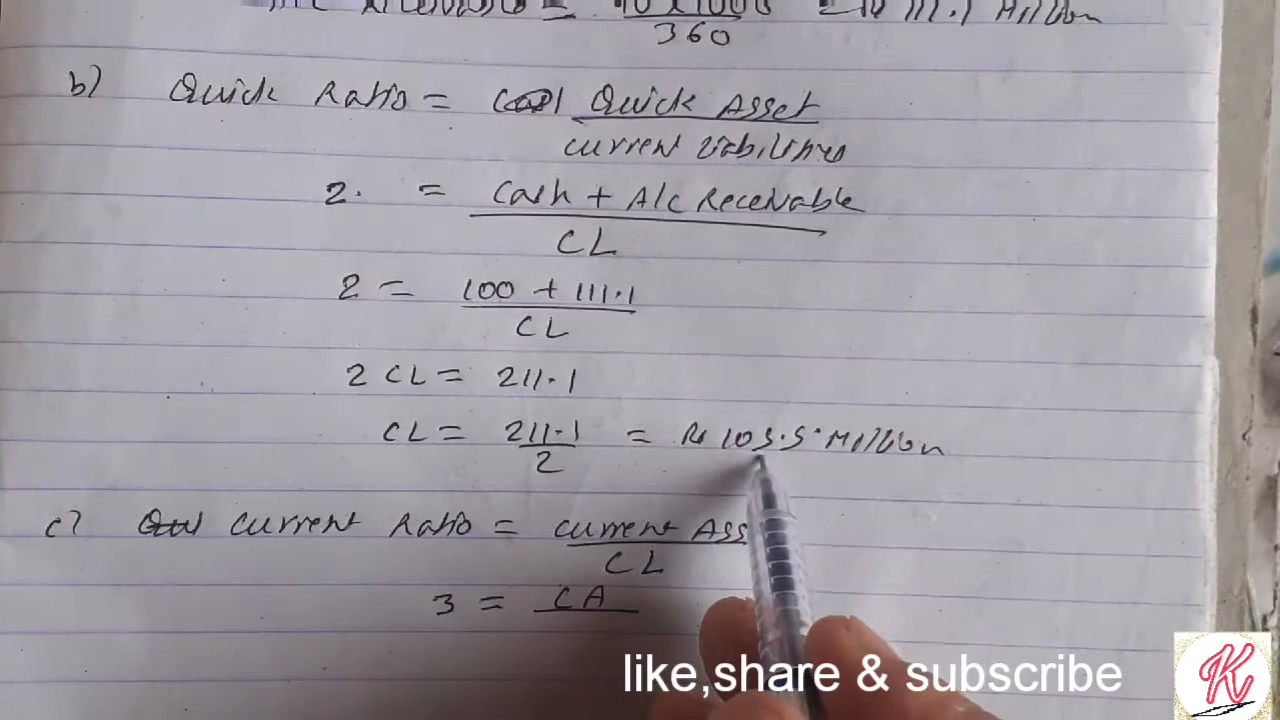 360
b) Quick Ratio = Quick Asset
current liabilities
2. = Cash + A/c Receivable
CL
2 = 100 + 111.1
CL
2 CL = 211.1
CL = 211.1 = Rs 105.5 Million
2
c) Current Ratio = Current Ass
CL
3 = CA
like,share & subscribe
K